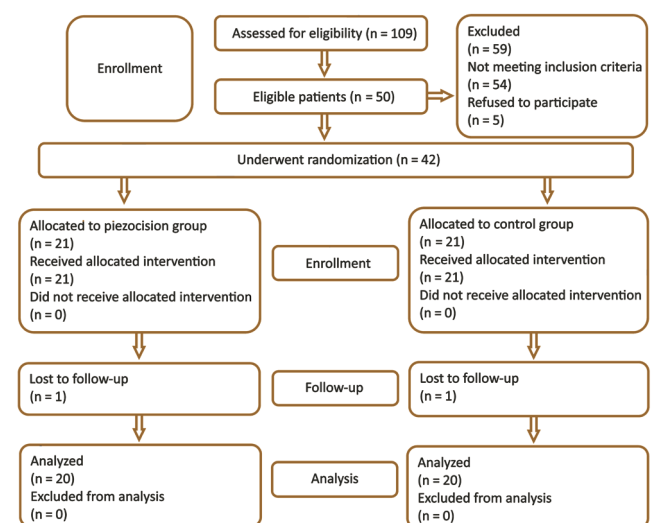 Enrollment
Assessed for eligibility (n = 109)
Excluded
(n = 59)
Not meeting inclusion criteria
(n = 54)
Refused to participate
(n = 5)
Eligible patients (n = 50)
Underwent randomization (n = 42)
Allocated to piezocision group
(n = 21)
Received allocated intervention
(n = 21)
Did not receive allocated intervention
(n = 0)
Enrollment
Allocated to control group
(n = 21)
Received allocated intervention
(n = 21)
Did not receive allocated intervention
(n = 0)
Lost to follow-up
(n = 1)
Follow-up
Lost to follow-up
(n = 1)
Analyzed
(n = 20)
Excluded from analysis
(n = 0)
Analysis
Analyzed
(n = 20)
Excluded from analysis
(n = 0)